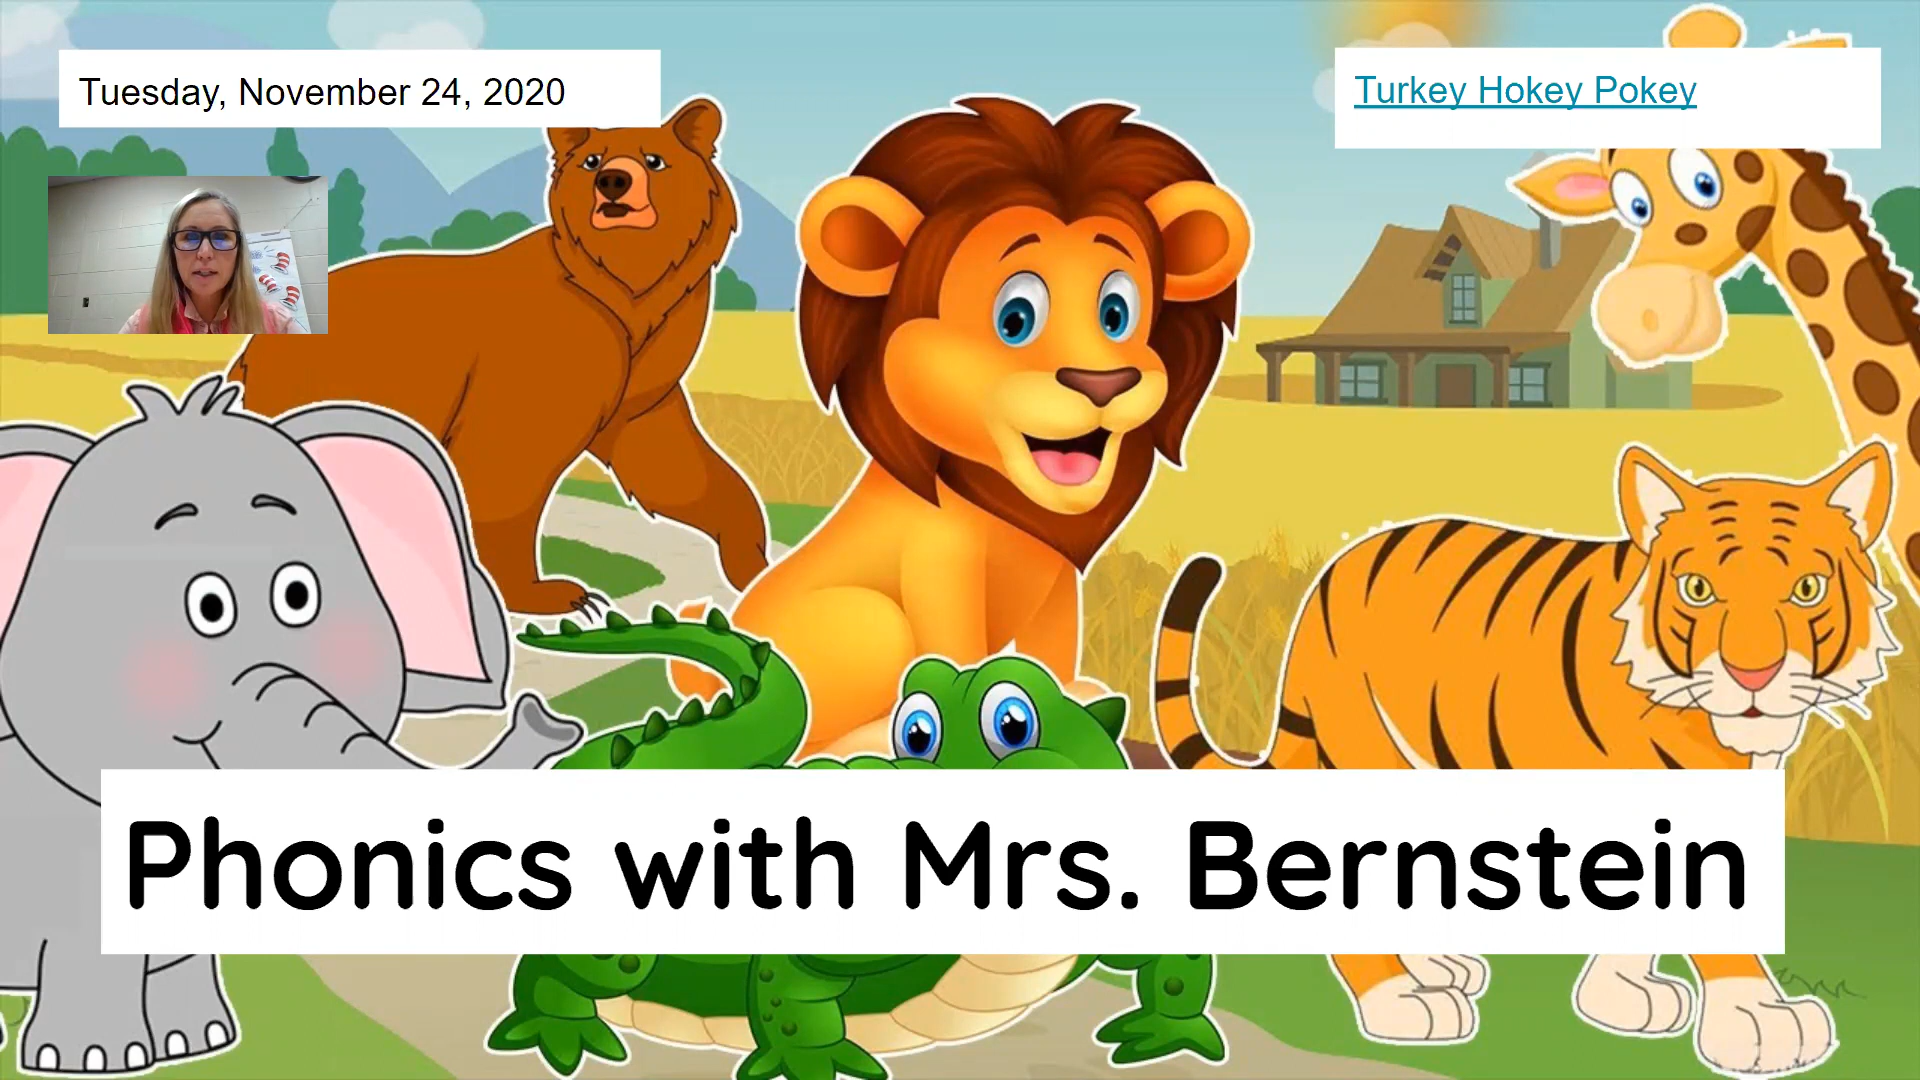 Tuesday, November 24, 2020
Turkey Hokey Pokey
Phonics with Mrs. Bernstein